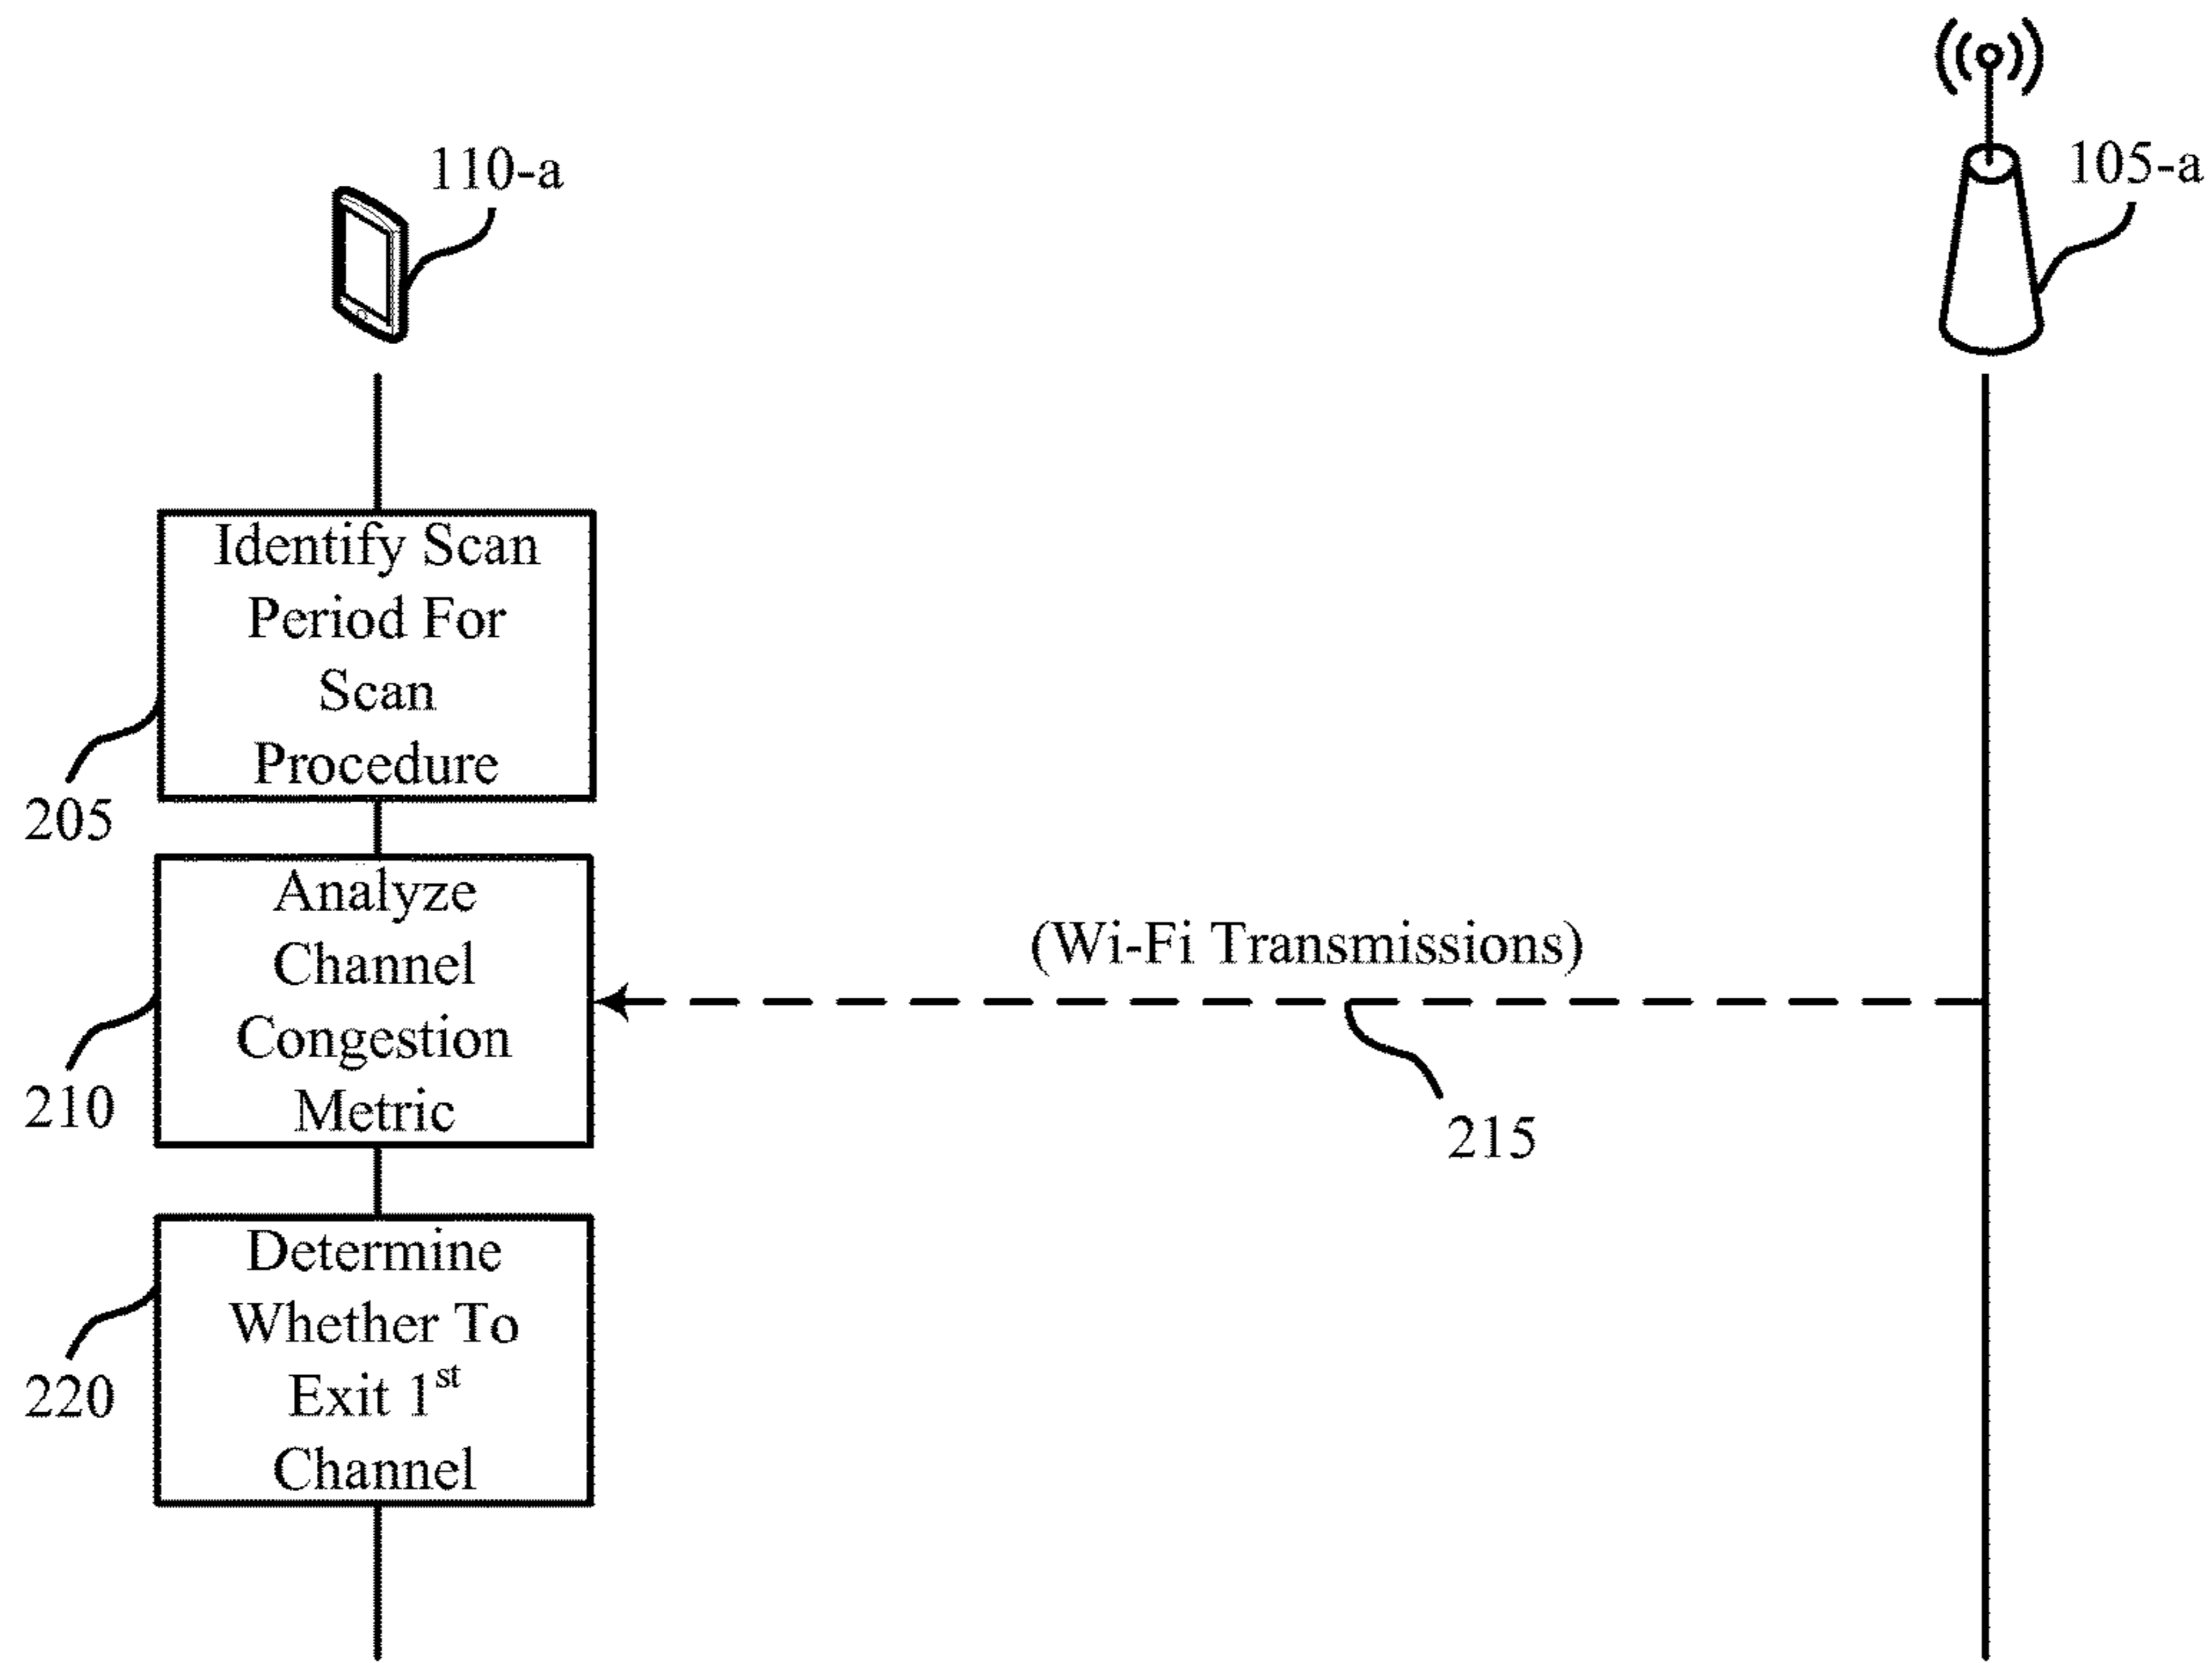 110-a
105-a
Identify Scan
Period For
Scan
Procedure
205
Analyze
Channel
Congestion
Metric
210
(Wi-Fi Transmissions)
215
Determine
Whether To
Exit 1st
Channel
220